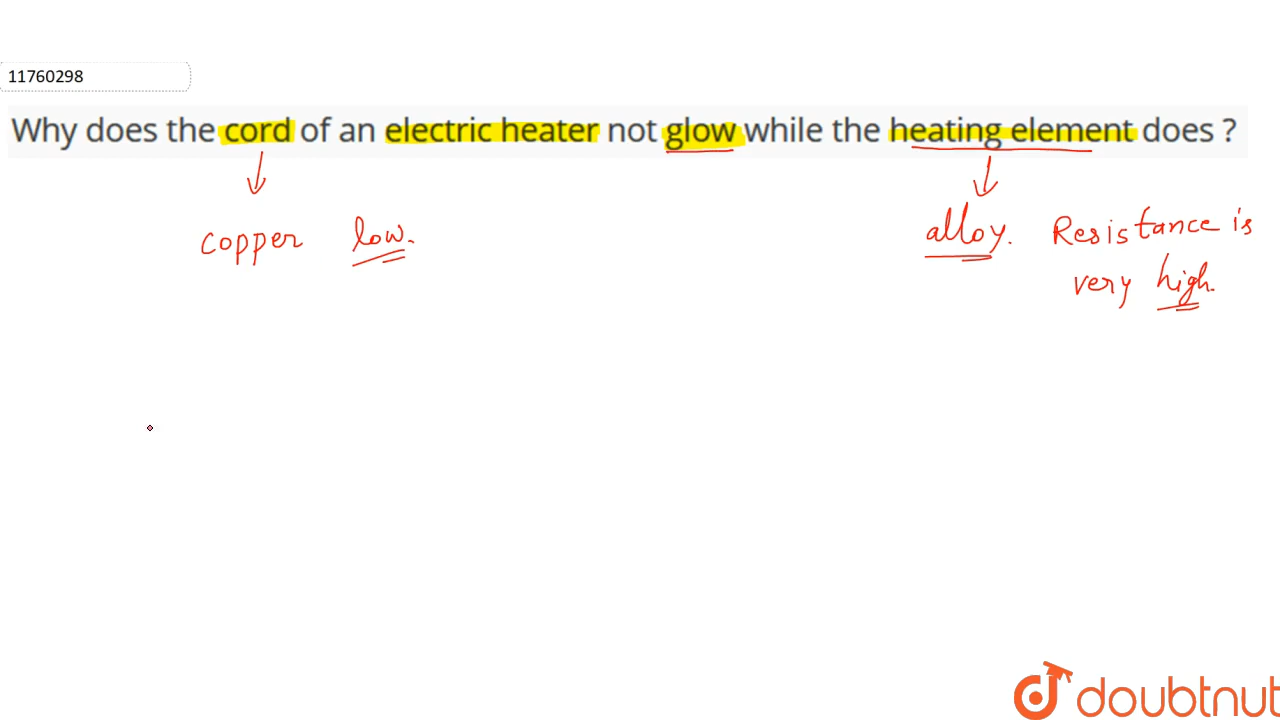 11760298
Why does the cord of an electric heater not glow while the heating element does ?
copper low.
alloy. Resistance is
very high.
doubtnut